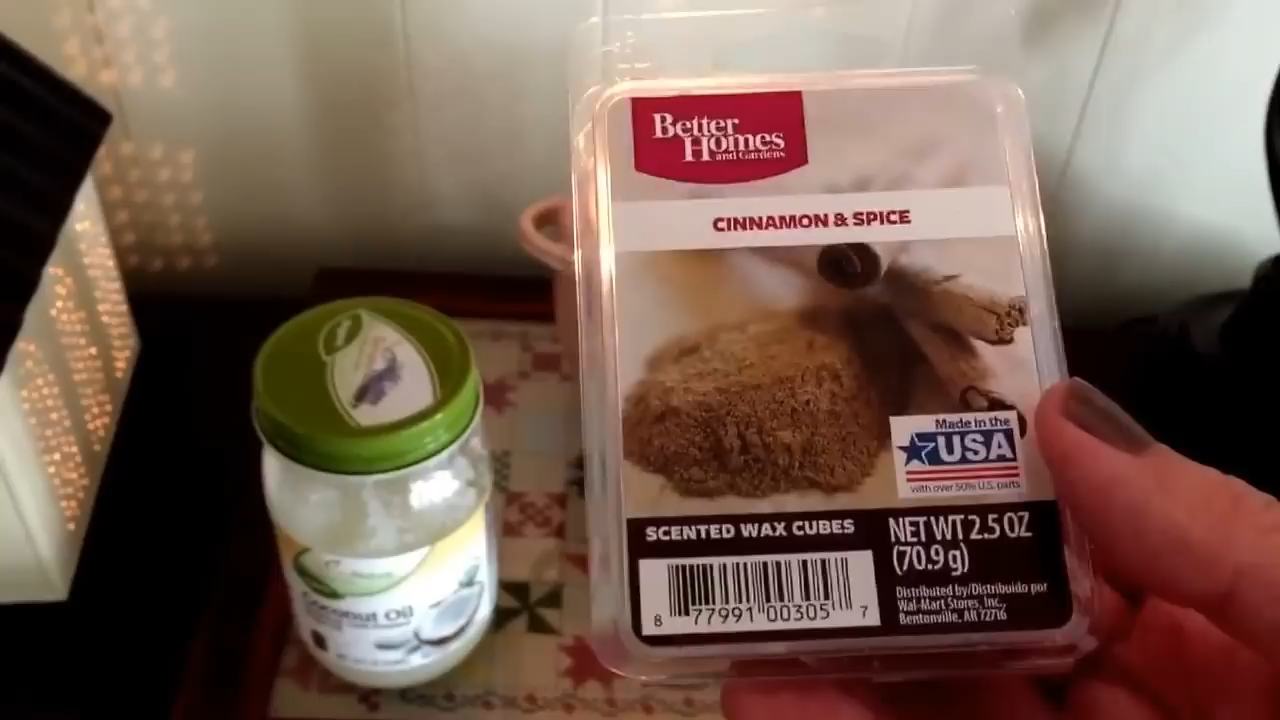 Better
Homes
and Gardens
CINNAMON & SPICE
Made in the
USA
with over 50% U.S. parts
SCENTED WAX CUBES
NET WT 2.5 OZ
(70.9 g)
8 77991 00305 7
Distributed by/Distribuido por
Wal-Mart Stores, Inc.,
Bentonville, AR 72716
Coconut Oil